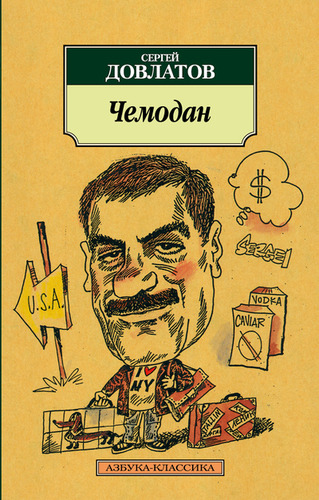 СЕРГЕЙ
ДОВЛАТОВ
Чемодан
$
SERGEI
U.S.A.
VODKA
CAVIAR
I ♥
NY
АЗБУКА-КЛАССИКА